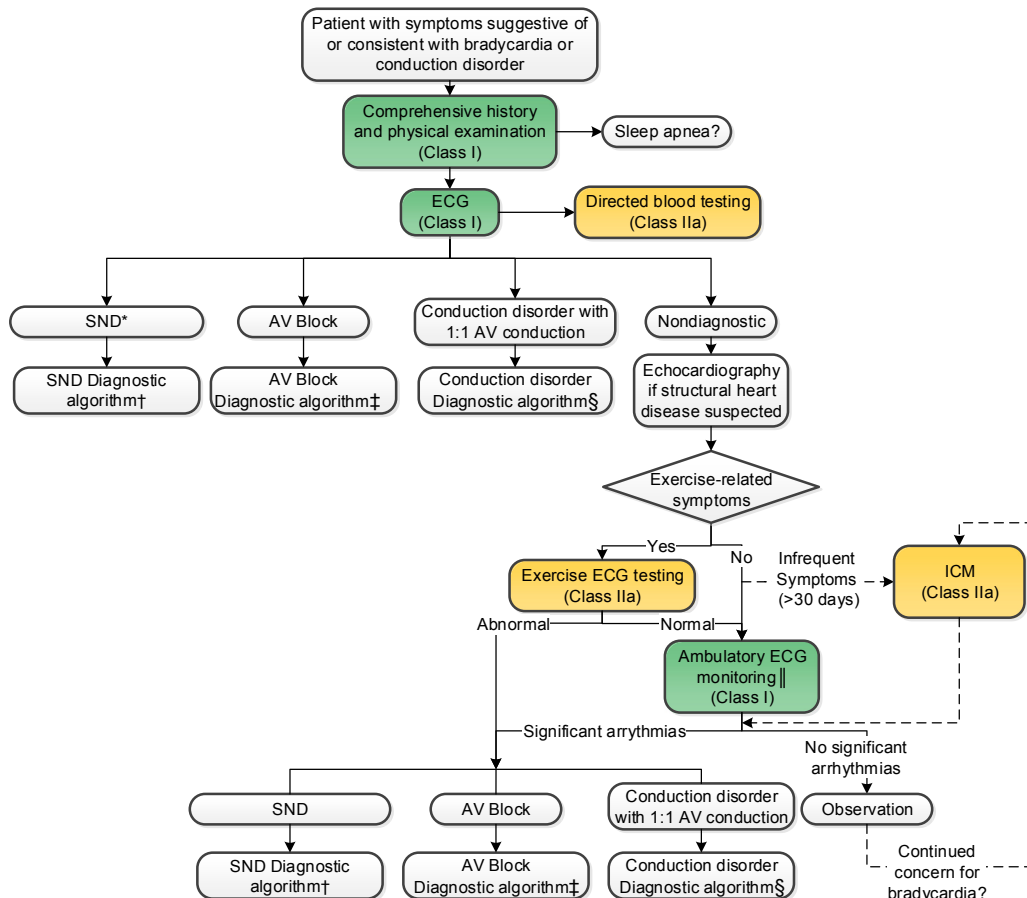 Patient with symptoms suggestive of
or consistent with bradycardia or
conduction disorder
Comprehensive history
and physical examination
(Class I)
Sleep apnea?
ECG
(Class I)
Directed blood testing
(Class IIa)
SND*
AV Block
Conduction disorder with
1:1 AV conduction
Nondiagnostic
SND Diagnostic
algorithm†
AV Block
Diagnostic algorithm‡
Conduction disorder
Diagnostic algorithm§
Echocardiography
if structural heart
disease suspected
Exercise-related
symptoms
Yes
No
Infrequent
Symptoms
(>30 days)
ICM
(Class IIa)
Exercise ECG testing
(Class IIa)
Abnormal
Normal
Ambulatory ECG
monitoring‖
(Class I)
Significant arrythmias
No significant
arrhythmias
SND
AV Block
Conduction disorder
with 1:1 AV conduction
Observation
SND Diagnostic
algorithm†
AV Block
Diagnostic algorithm‡
Conduction disorder
Diagnostic algorithm§
Continued
concern for
bradycardia?